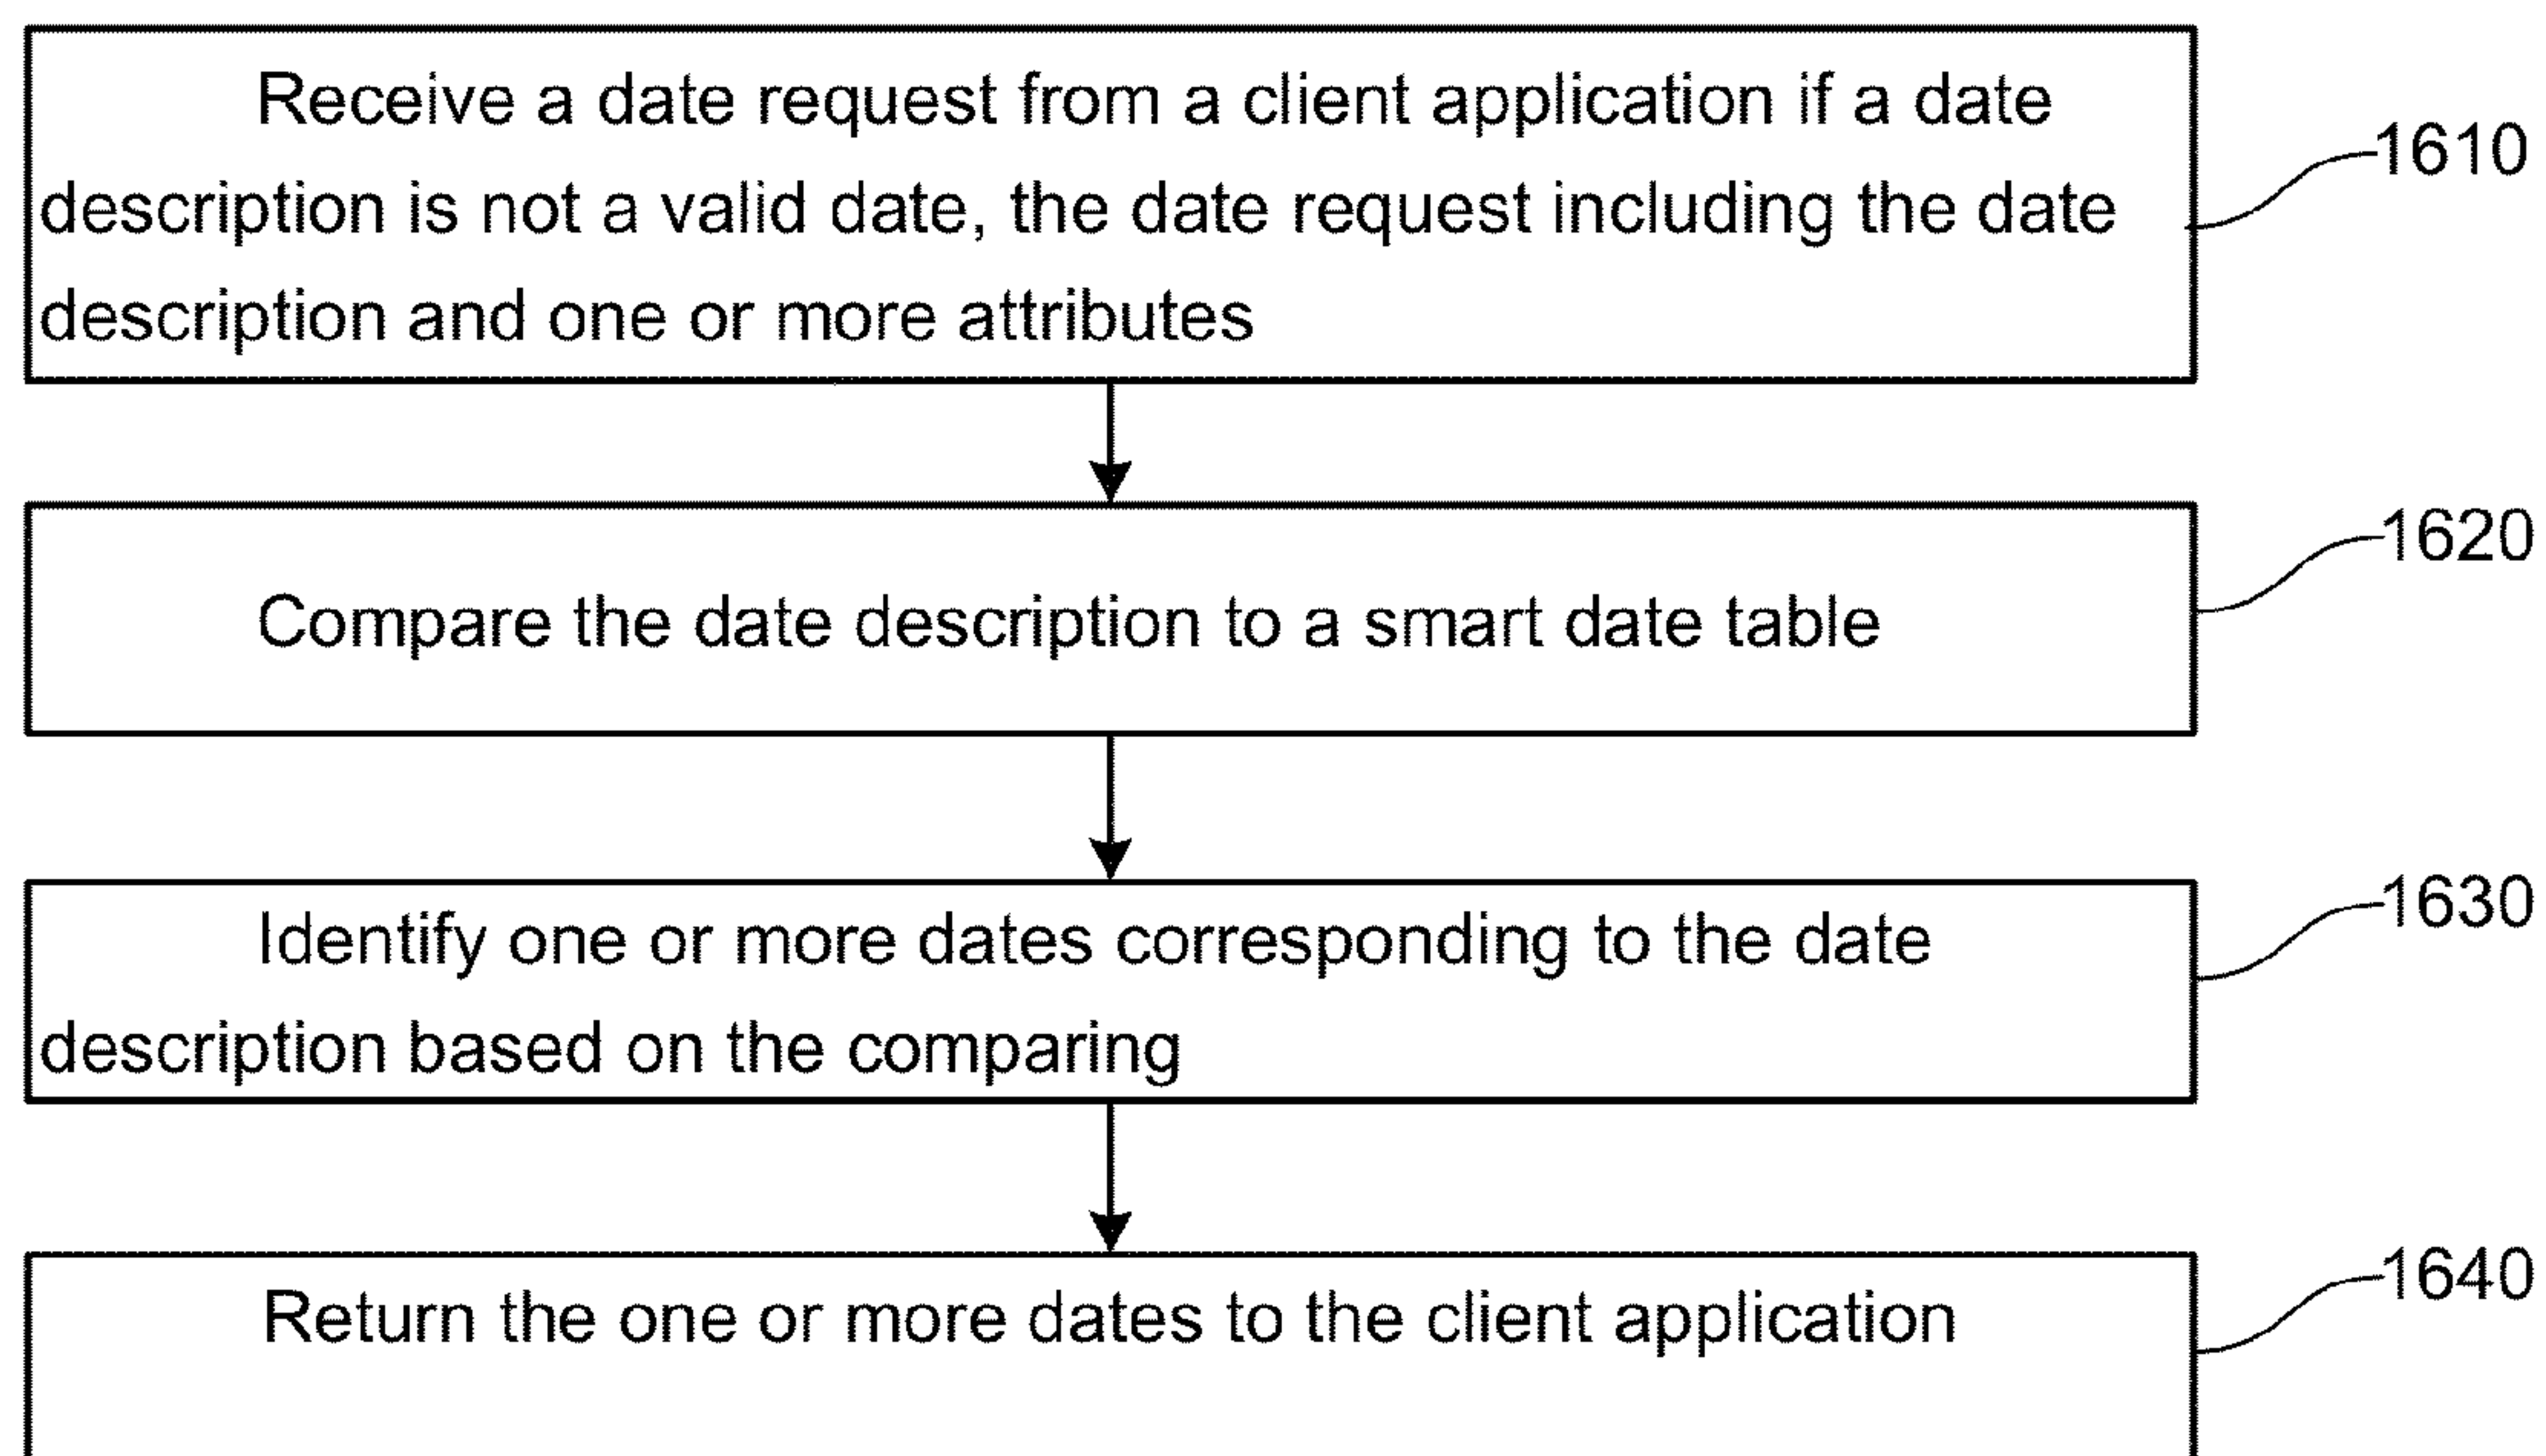 Receive a date request from a client application if a date
description is not a valid date, the date request including the date
description and one or more attributes
1610
Compare the date description to a smart date table
1620
Identify one or more dates corresponding to the date
description based on the comparing
1630
Return the one or more dates to the client application
1640